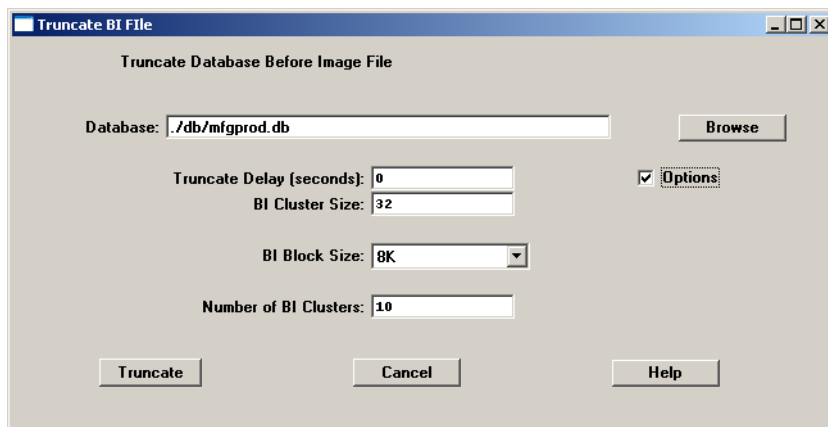 Truncate BI FIle
Truncate Database Before Image File
Database: ./db/mfgprod.db Browse
Truncate Delay (seconds): 0 Options
BI Cluster Size: 32
BI Block Size: 8K
Number of BI Clusters: 10
Truncate Cancel Help